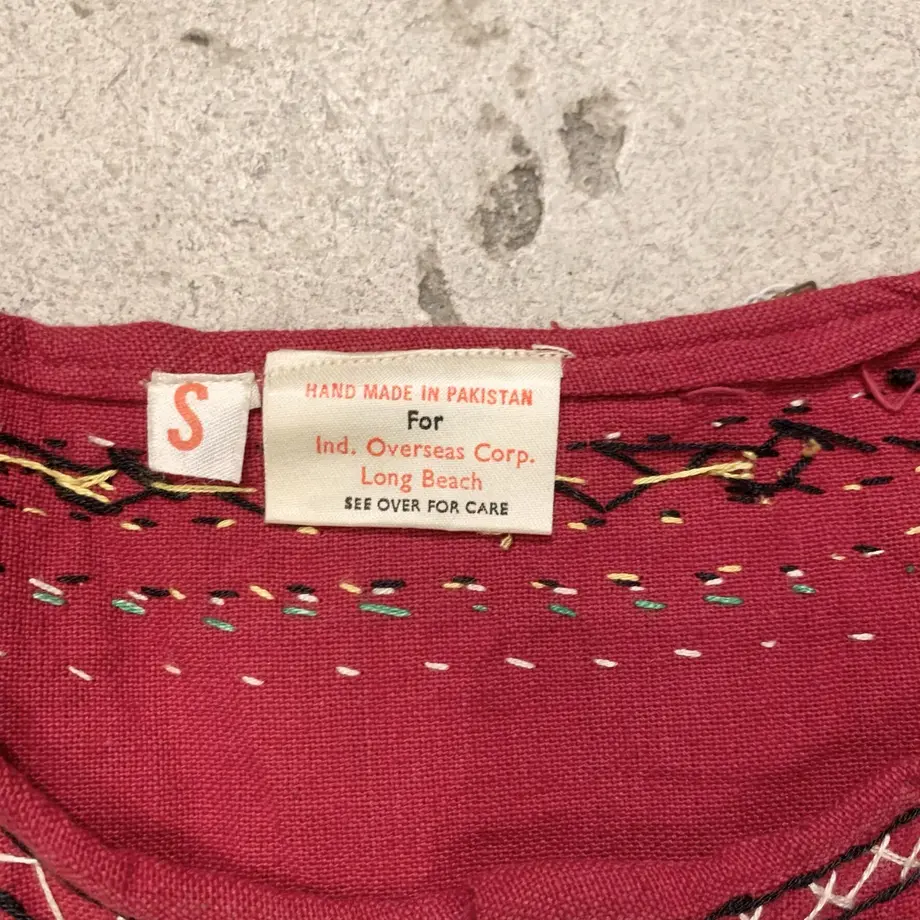 S
HAND MADE IN PAKISTAN
For
Ind. Overseas Corp.
Long Beach
SEE OVER FOR CARE